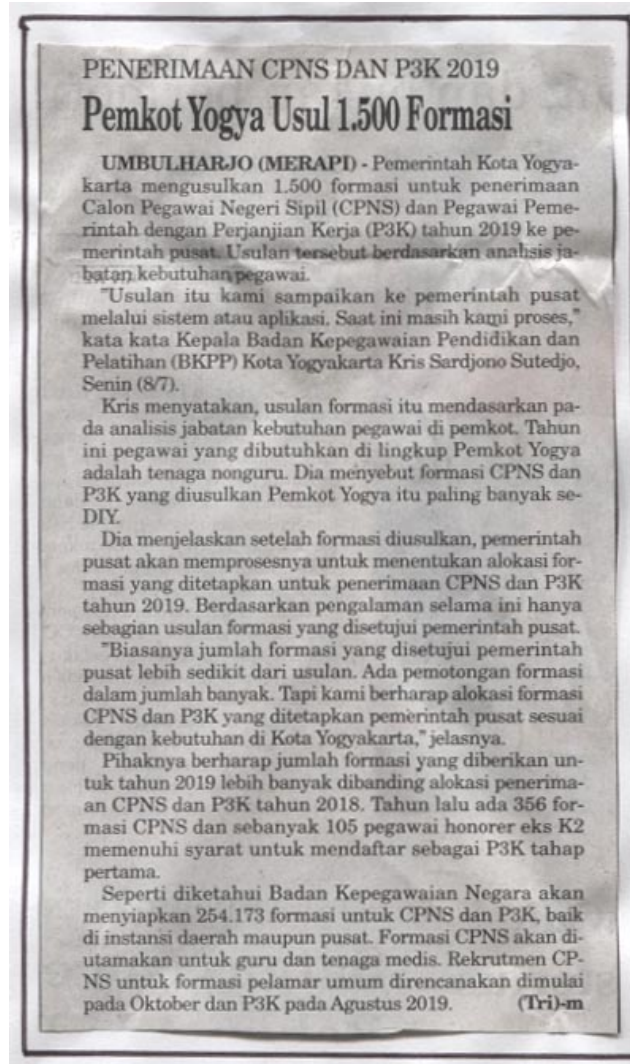 PENERIMAAN CPNS DAN P3K 2019
Pemkot Yogya Usul 1.500 Formasi
UMBULHARJO (MERAPI) - Pemerintah Kota Yogya-
karta mengusulkan 1.500 formasi untuk penerimaan
Calon Pegawai Negeri Sipil (CPNS) dan Pegawai Peme-
rintah dengan Perjanjian Kerja (P3K) tahun 2019 ke pe-
merintah pusat. Usulan tersebut berdasarkan analisis ja-
batan kebutuhan pegawai.
"Usulan itu kami sampaikan ke pemerintah pusat
melalui sistem atau aplikasi. Saat ini masih kami proses,"
kata kata Kepala Badan Kepegawaian Pendidikan dan
Pelatihan (BKPP) Kota Yogyakarta Kris Sardjono Sutedjo,
Senin (8/7).
Kris menyatakan, usulan formasi itu mendasarkan pa-
da analisis jabatan kebutuhan pegawai di pemkot. Tahun
ini pegawai yang dibutuhkan di lingkup Pemkot Yogya
adalah tenaga nonguru. Dia menyebut formasi CPNS dan
P3K yang diusulkan Pemkot Yogya itu paling banyak se-
DIY.
Dia menjelaskan setelah formasi diusulkan, pemerintah
pusat akan memprosesnya untuk menentukan alokasi for-
masi yang ditetapkan untuk penerimaan CPNS dan P3K
tahun 2019. Berdasarkan pengalaman selama ini hanya
sebagian usulan formasi yang disetujui pemerintah pusat.
"Biasanya jumlah formasi yang disetujui pemerintah
pusat lebih sedikit dari usulan. Ada pemotongan formasi
dalam jumlah banyak. Tapi kami berharap alokasi formasi
CPNS dan P3K yang ditetapkan pemerintah pusat sesuai
dengan kebutuhan di Kota Yogyakarta," jelasnya.
Pihaknya berharap jumlah formasi yang diberikan un-
tuk tahun 2019 lebih banyak dibanding alokasi penerima-
an CPNS dan P3K tahun 2018. Tahun lalu ada 356 for-
masi CPNS dan sebanyak 105 pegawai honorer eks K2
memenuhi syarat untuk mendaftar sebagai P3K tahap
pertama.
Seperti diketahui Badan Kepegawaian Negara akan
menyiapkan 254.173 formasi untuk CPNS dan P3K, baik
di instansi daerah maupun pusat. Formasi CPNS akan di-
utamakan untuk guru dan tenaga medis. Rekrutmen CP-
NS untuk formasi pelamar umum direncanakan dimulai
pada Oktober dan P3K pada Agustus 2019. (Tri)-m